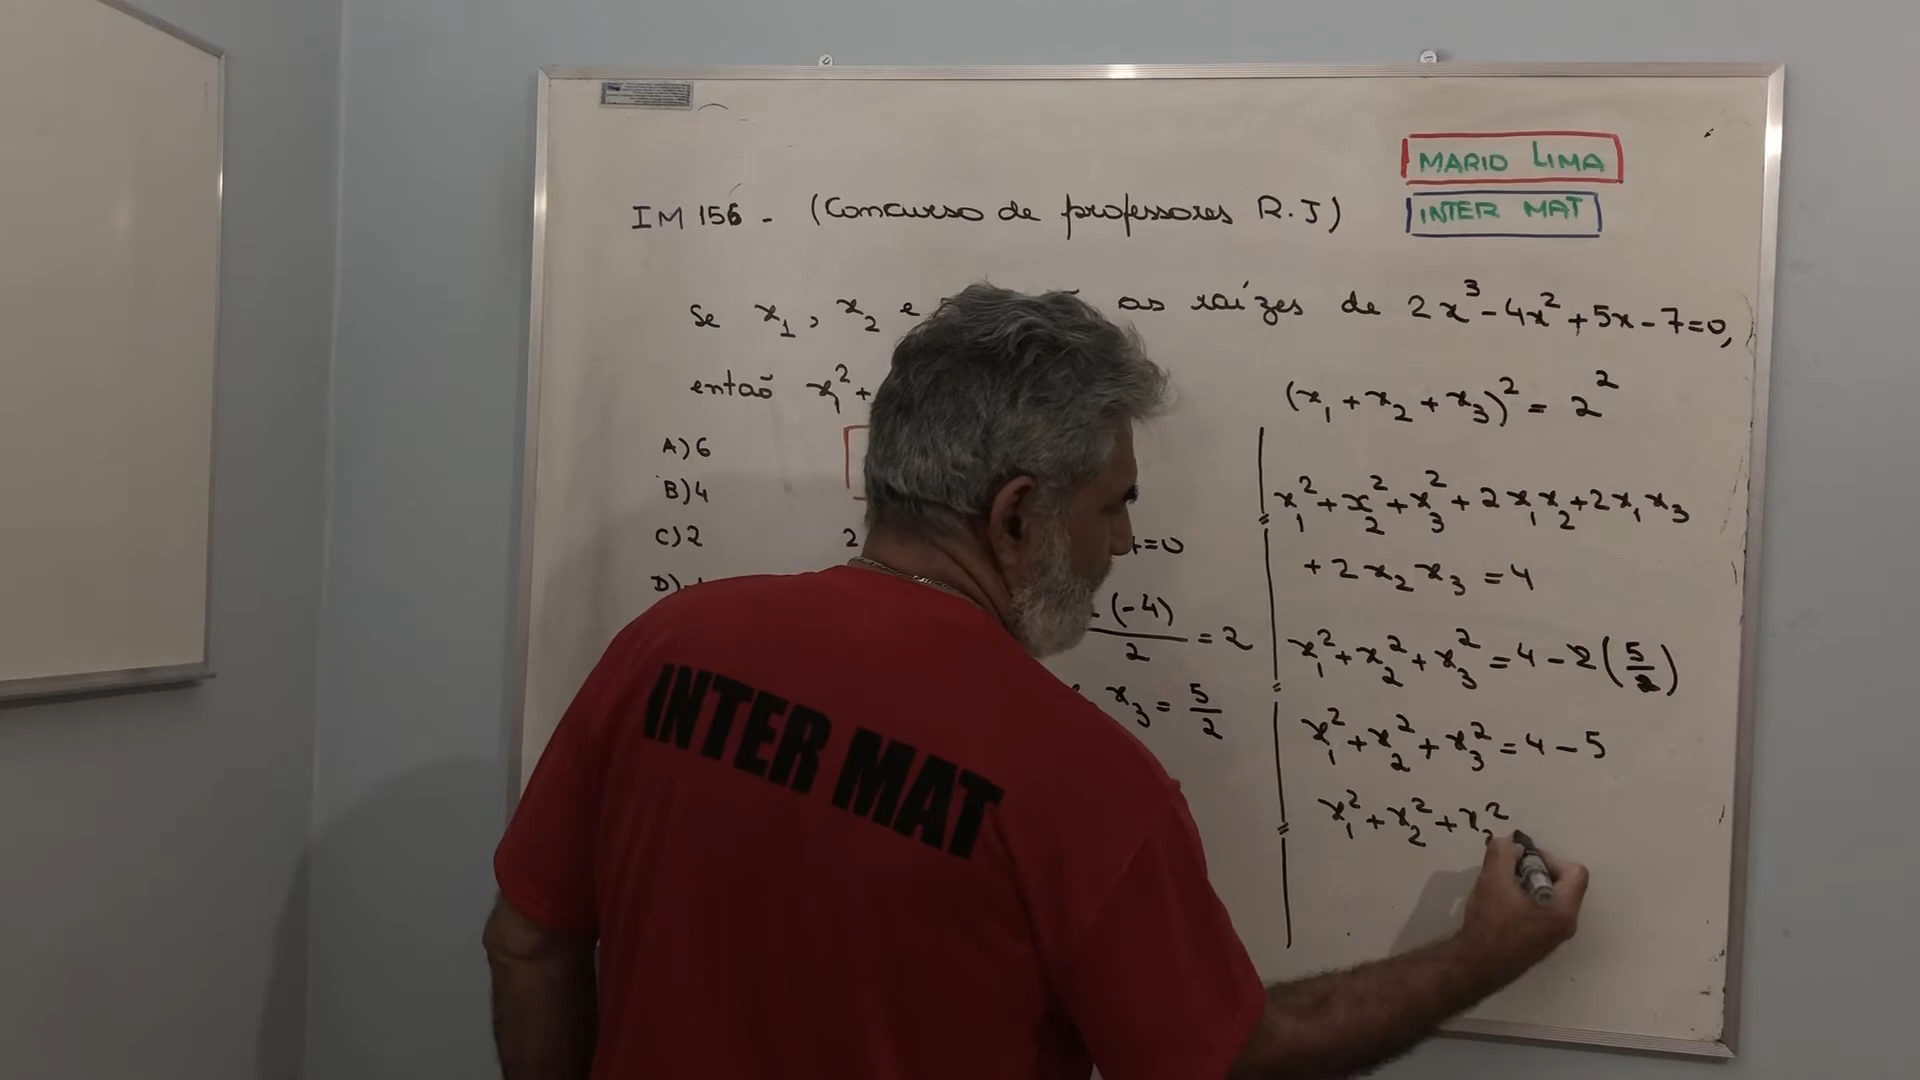 MARIO LIMA
IM 156 - (Concurso de professores R.J)
INTER MAT
Se x₁, x₂ e as raízes de 2x³ - 4x² + 5x - 7 = 0,
então x₁² +
A) 6
B) 4
C) 2
D)
2
= 0
-(-4)/2 = 2
x₃ = 5/2
(x₁ + x₂ + x₃)² = 2²
x₁² + x₂² + x₃² + 2x₁x₂ + 2x₁x₃
+ 2x₂x₃ = 4
x₁² + x₂² + x₃² = 4 - 2(5/2)
x₁² + x₂² + x₃² = 4 - 5
x₁² + x₂² + x₃²
INTER MAT